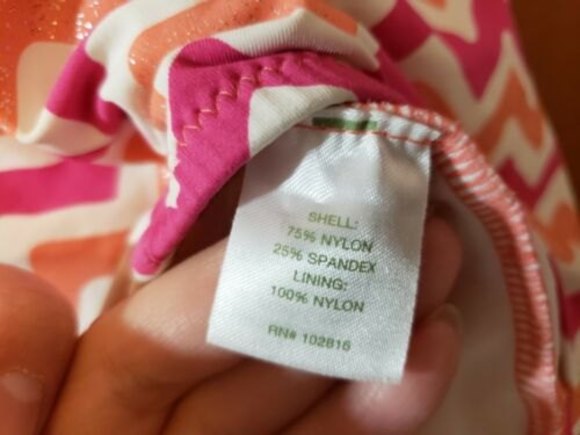 SHELL:
75% NYLON
25% SPANDEX
LINING:
100% NYLON
RN# 102816